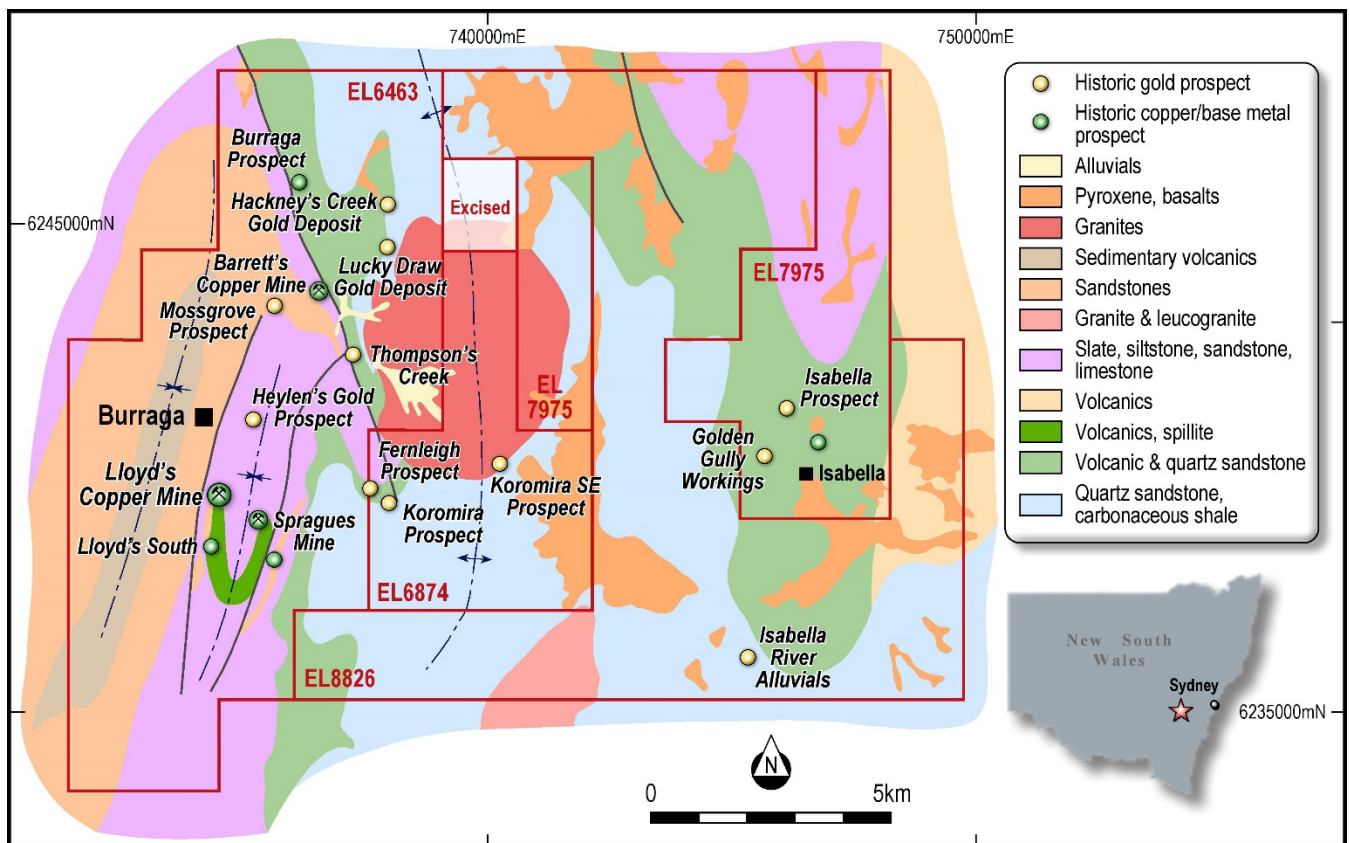 740000mE
750000mE
EL6463
Burraga
Prospect
Hackney's Creek
Gold Deposit
Excised
6245000mN
Barrett's
Copper Mine
Lucky Draw
Gold Deposit
EL7975
Mossgrove
Prospect
Thompson's
Creek
EL
7975
Isabella
Prospect
Heylen's Gold
Prospect
Burraga
Golden
Gully
Workings
Isabella
Fernleigh
Prospect
Koromira SE
Prospect
Koromira
Prospect
Lloyd's
Copper Mine
Spragues
Mine
Lloyd's South
EL6874
EL8826
Isabella
River
Alluvials
Historic gold prospect
Historic copper/base metal
prospect
Alluvials
Pyroxene, basalts
Granites
Sedimentary volcanics
Sandstones
Granite & leucogranite
Slate, siltstone, sandstone,
limestone
Volcanics
Volcanics, spillite
Volcanic & quartz sandstone
Quartz sandstone,
carbonaceous shale
New South
Wales
Sydney
6235000mN
N
0
5km